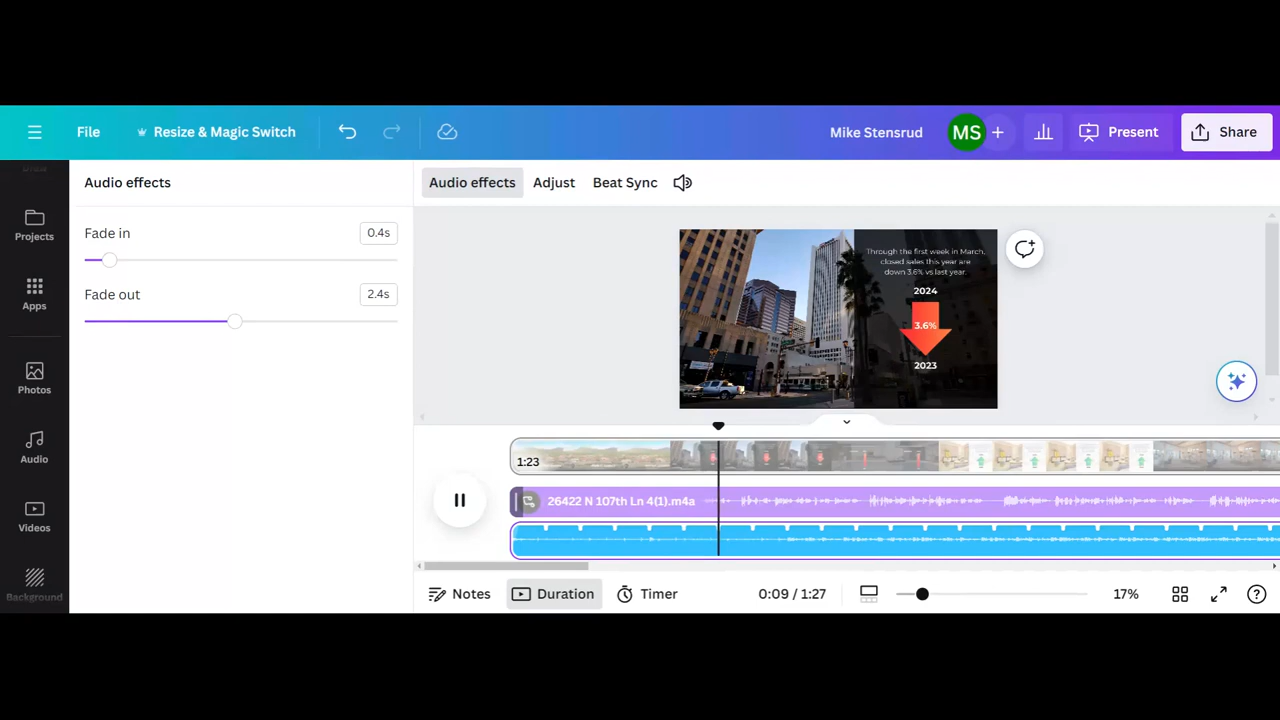 File
Resize & Magic Switch
Mike Stensrud
MS
Present
Share
Audio effects
Audio effects
Adjust
Beat Sync
Projects
Apps
Photos
Audio
Videos
Background
Fade in
0.4s
Fade out
2.4s
Through the first week in March,
closed sales this year are
down 3.6% vs last year.
2024
3.6%
2023
1:23
26422 N 107th Ln 4(1).m4a
Notes
Duration
Timer
0:09 / 1:27
17%